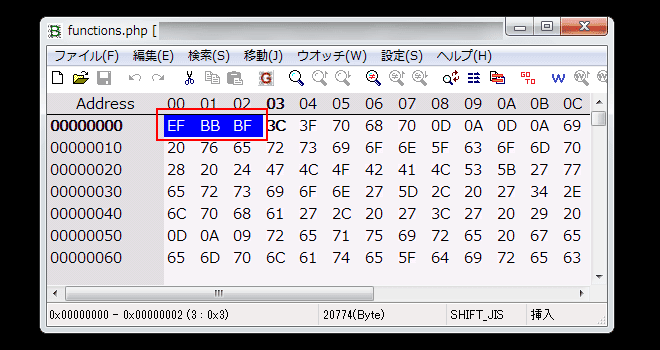 functions.php [
ファイル(F) 編集(E) 検索(S) 移動(J) ウオッチ(W) 設定(S) ヘルプ(H)
G GO TO W W W
Address 00 01 02 03 04 05 06 07 08 09 0A 0B 0C
00000000 EF BB BF 3C 3F 70 68 70 0D 0A 0D 0A 69
00000010 20 76 65 72 73 69 6F 6E 5F 63 6F 6D 70
00000020 28 20 24 47 4C 4F 42 41 4C 53 5B 27 77
00000030 65 72 73 69 6F 6E 27 5D 2C 20 27 34 2E
00000040 6C 70 68 61 27 2C 20 27 3C 27 20 29 20
00000050 0D 0A 09 72 65 71 75 69 72 65 20 67 65
00000060 65 6D 70 6C 61 74 65 5F 64 69 72 65 63
0x00000000 - 0x00000002 (3 : 0x3) 20774(Byte) SHIFT_JIS 挿入